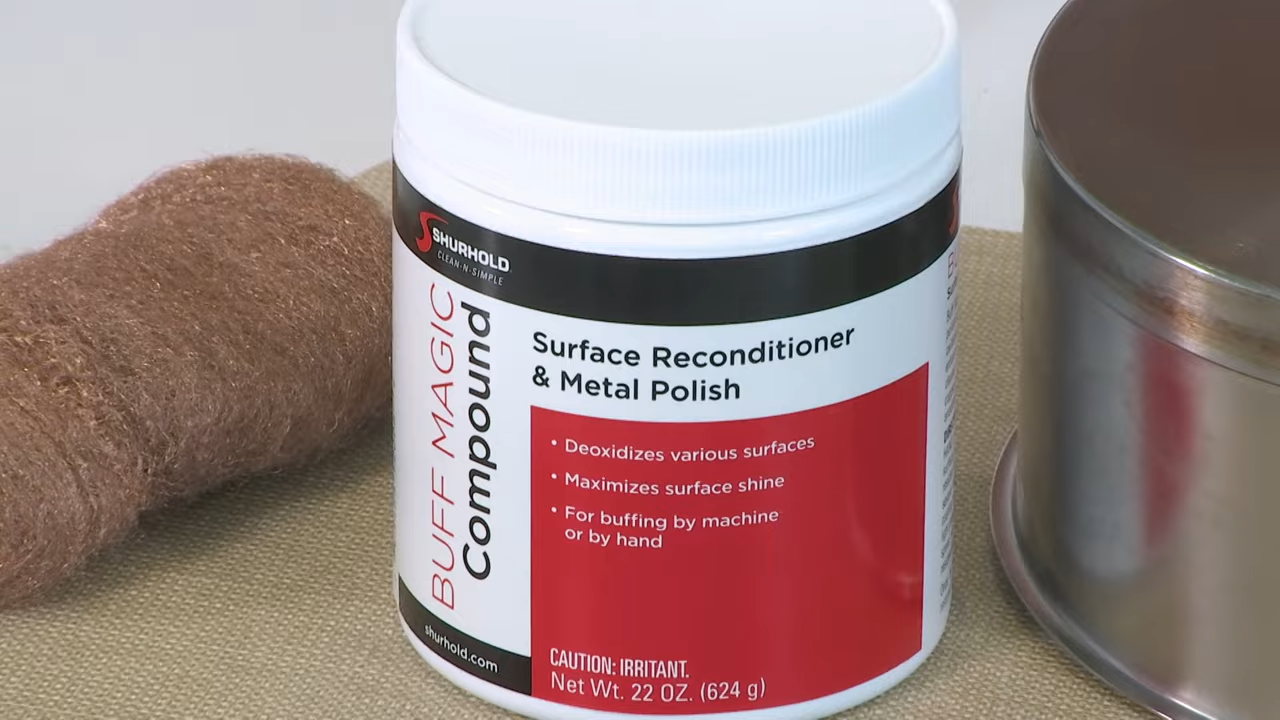 SHURHOLD
CLEAN·N·SIMPLE
BUFF MAGIC
Compound
Surface Reconditioner
& Metal Polish
• Deoxidizes various surfaces
• Maximizes surface shine
• For buffing by machine
or by hand
shurhold.com
CAUTION: IRRITANT.
Net Wt. 22 OZ. (624 g)